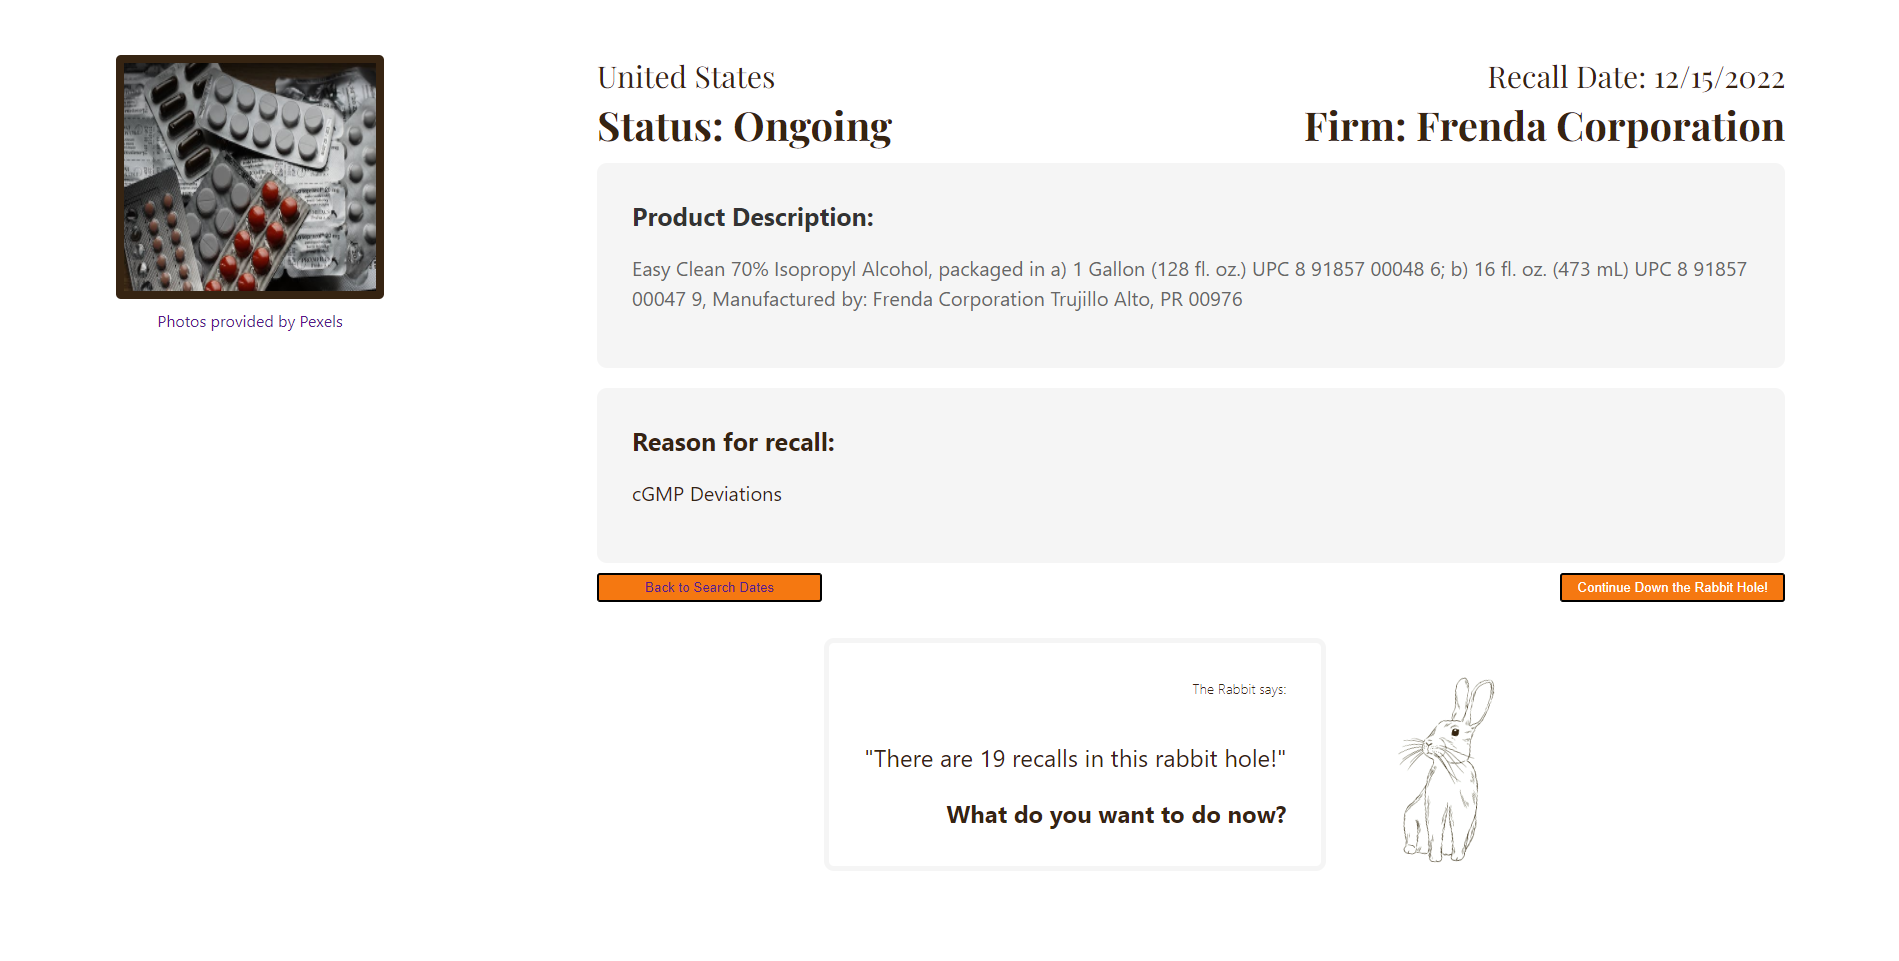 United States
Recall Date: 12/15/2022
Status: Ongoing
Firm: Frenda Corporation
Photos provided by Pexels
Product Description:
Easy Clean 70% Isopropyl Alcohol, packaged in a) 1 Gallon (128 fl. oz.) UPC 8 91857 00048 6; b) 16 fl. oz. (473 mL) UPC 8 91857
00047 9, Manufactured by: Frenda Corporation Trujillo Alto, PR 00976
Reason for recall:
cGMP Deviations
Back to Search Dates
Continue Down the Rabbit Hole!
The Rabbit says:
"There are 19 recalls in this rabbit hole!"
What do you want to do now?